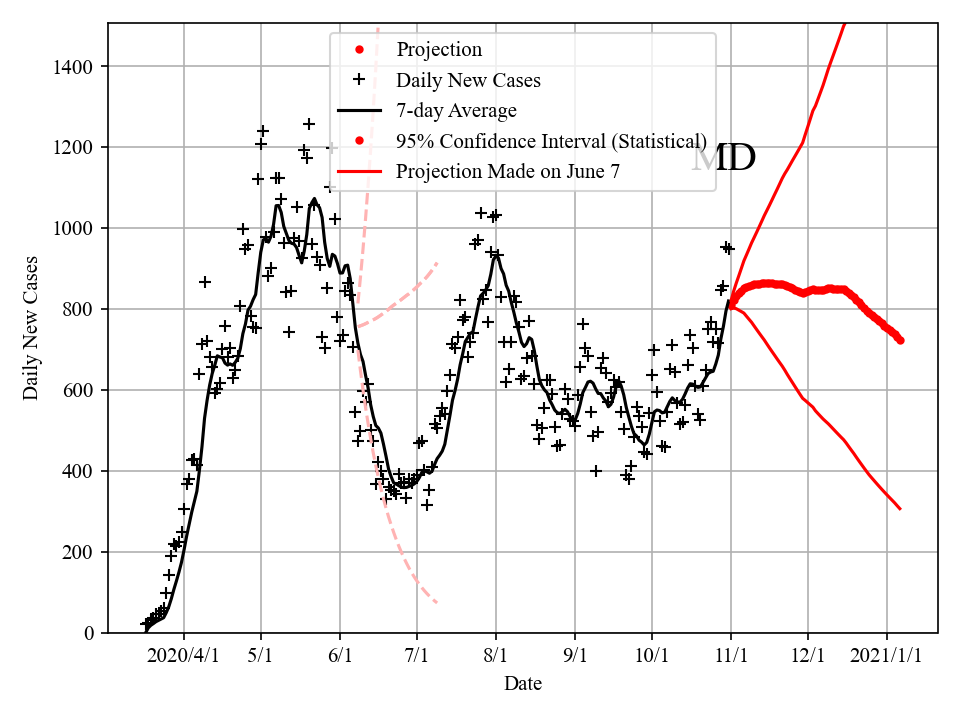 Projection
Daily New Cases
7-day Average
95% Confidence Interval (Statistical)
Projection Made on June 7
MD
Daily New Cases
1400
1200
1000
800
600
400
200
0
2020/4/1 5/1 6/1 7/1 8/1 9/1 10/1 11/1 12/1 2021/1/1
Date